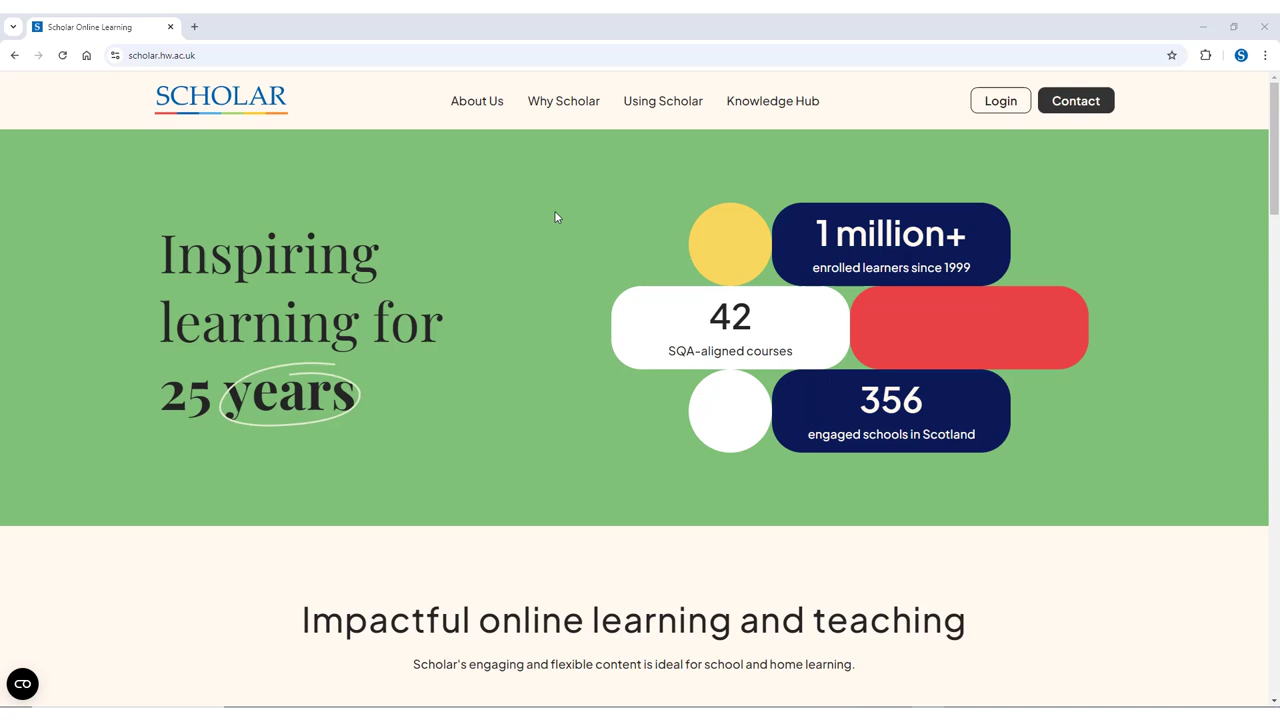 Scholar Online Learning
scholar.hw.ac.uk
SCHOLAR
About Us
Why Scholar
Using Scholar
Knowledge Hub
Login
Contact
Inspiring
learning for
25 years
1 million+
enrolled learners since 1999
42
SQA-aligned courses
356
engaged schools in Scotland
Impactful online learning and teaching
Scholar's engaging and flexible content is ideal for school and home learning.